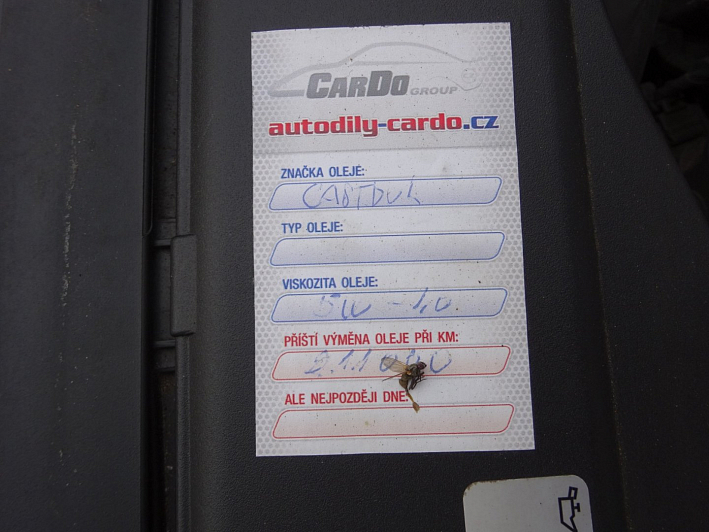 CARDO GROUP
autodily-cardo.cz
ZNAČKA OLEJE:
TYP OLEJE:
VISKOZITA OLEJE:
5W - 40
PŘÍŠTÍ VÝMĚNA OLEJE PŘI KM:
ALE NEJPOZDĚJI DNE: